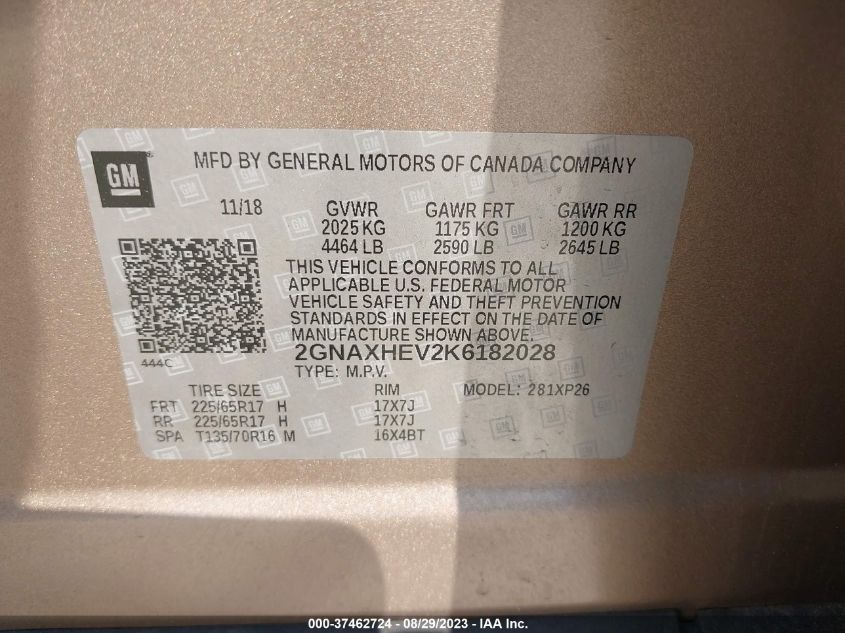 GM
MFD BY GENERAL MOTORS OF CANADA COMPANY
11/18 GVWR GAWR FRT GAWR RR
2025 KG 1175 KG 1200 KG
4464 LB 2590 LB 2645 LB
THIS VEHICLE CONFORMS TO ALL
APPLICABLE U.S. FEDERAL MOTOR
VEHICLE SAFETY AND THEFT PREVENTION
STANDARDS IN EFFECT ON THE DATE OF
MANUFACTURE SHOWN ABOVE.
444C 2GNAXHEV2K6182028
TYPE: M.P.V.
TIRE SIZE RIM MODEL: 281XP26
FRT 225/65R17 H 17X7J
RR 225/65R17 H 17X7J
SPA T135/70R16 M 16X4BT
000-37462724 - 08/29/2023 - IAA Inc.